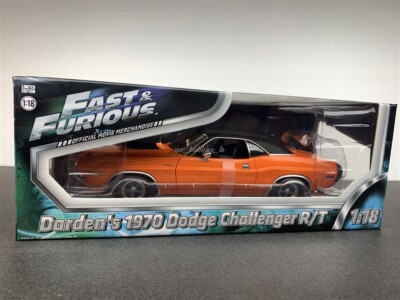 LIMITED
EDITION
1:18
FAST &
FURIOUS
OFFICIAL MOVIE MERCHANDISE
Darden's 1970 Dodge Challenger R/T
1:18